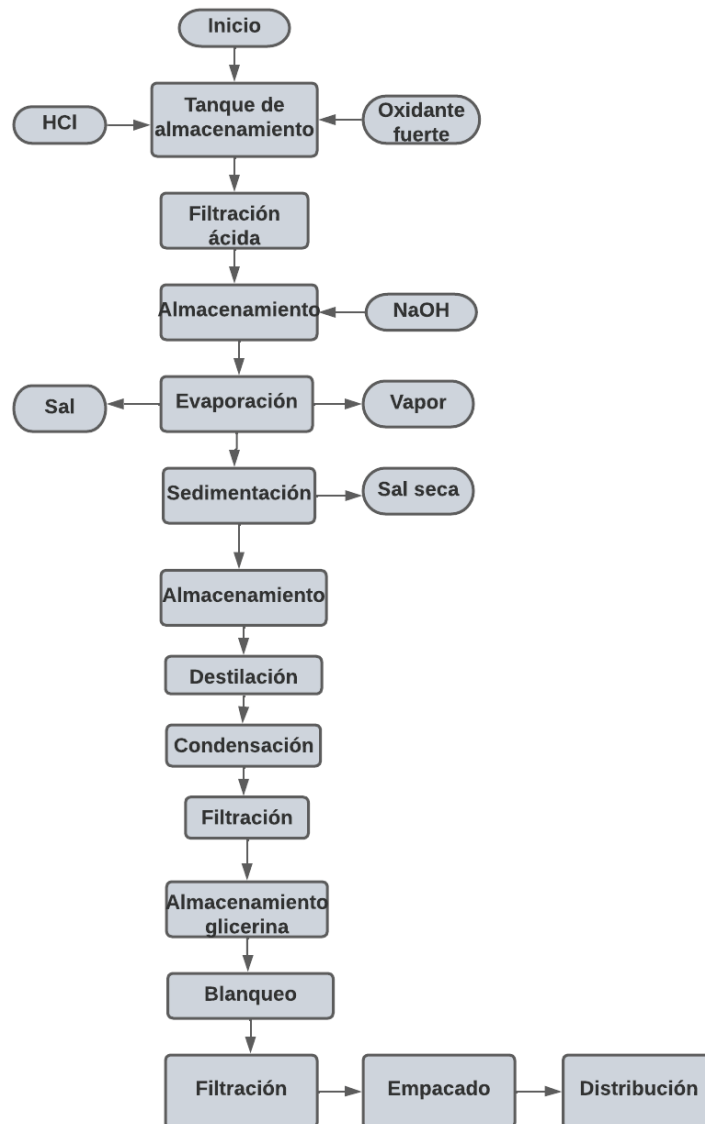 Inicio
Tanque de
almacenamiento
HCl
Oxidante
fuerte
Filtración
ácida
Almacenamiento
NaOH
Evaporación
Sal
Vapor
Sedimentación
Sal seca
Almacenamiento
Destilación
Condensación
Filtración
Almacenamiento
glicerina
Blanqueo
Filtración
Empacado
Distribución